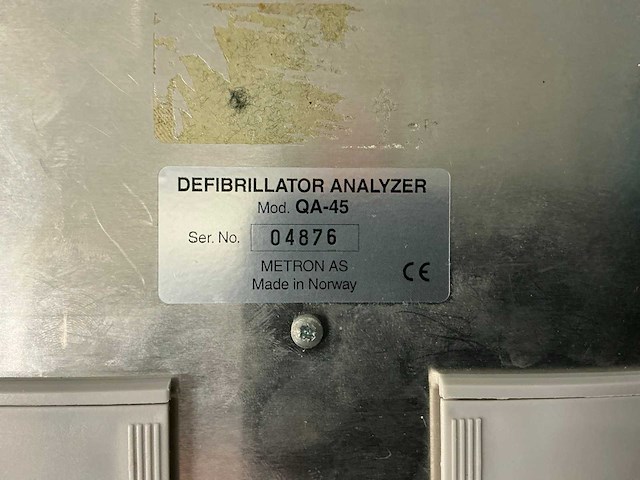 DEFIBRILLATOR ANALYZER
Mod. QA-45
Ser. No. 04876
METRON AS
Made in Norway
CE